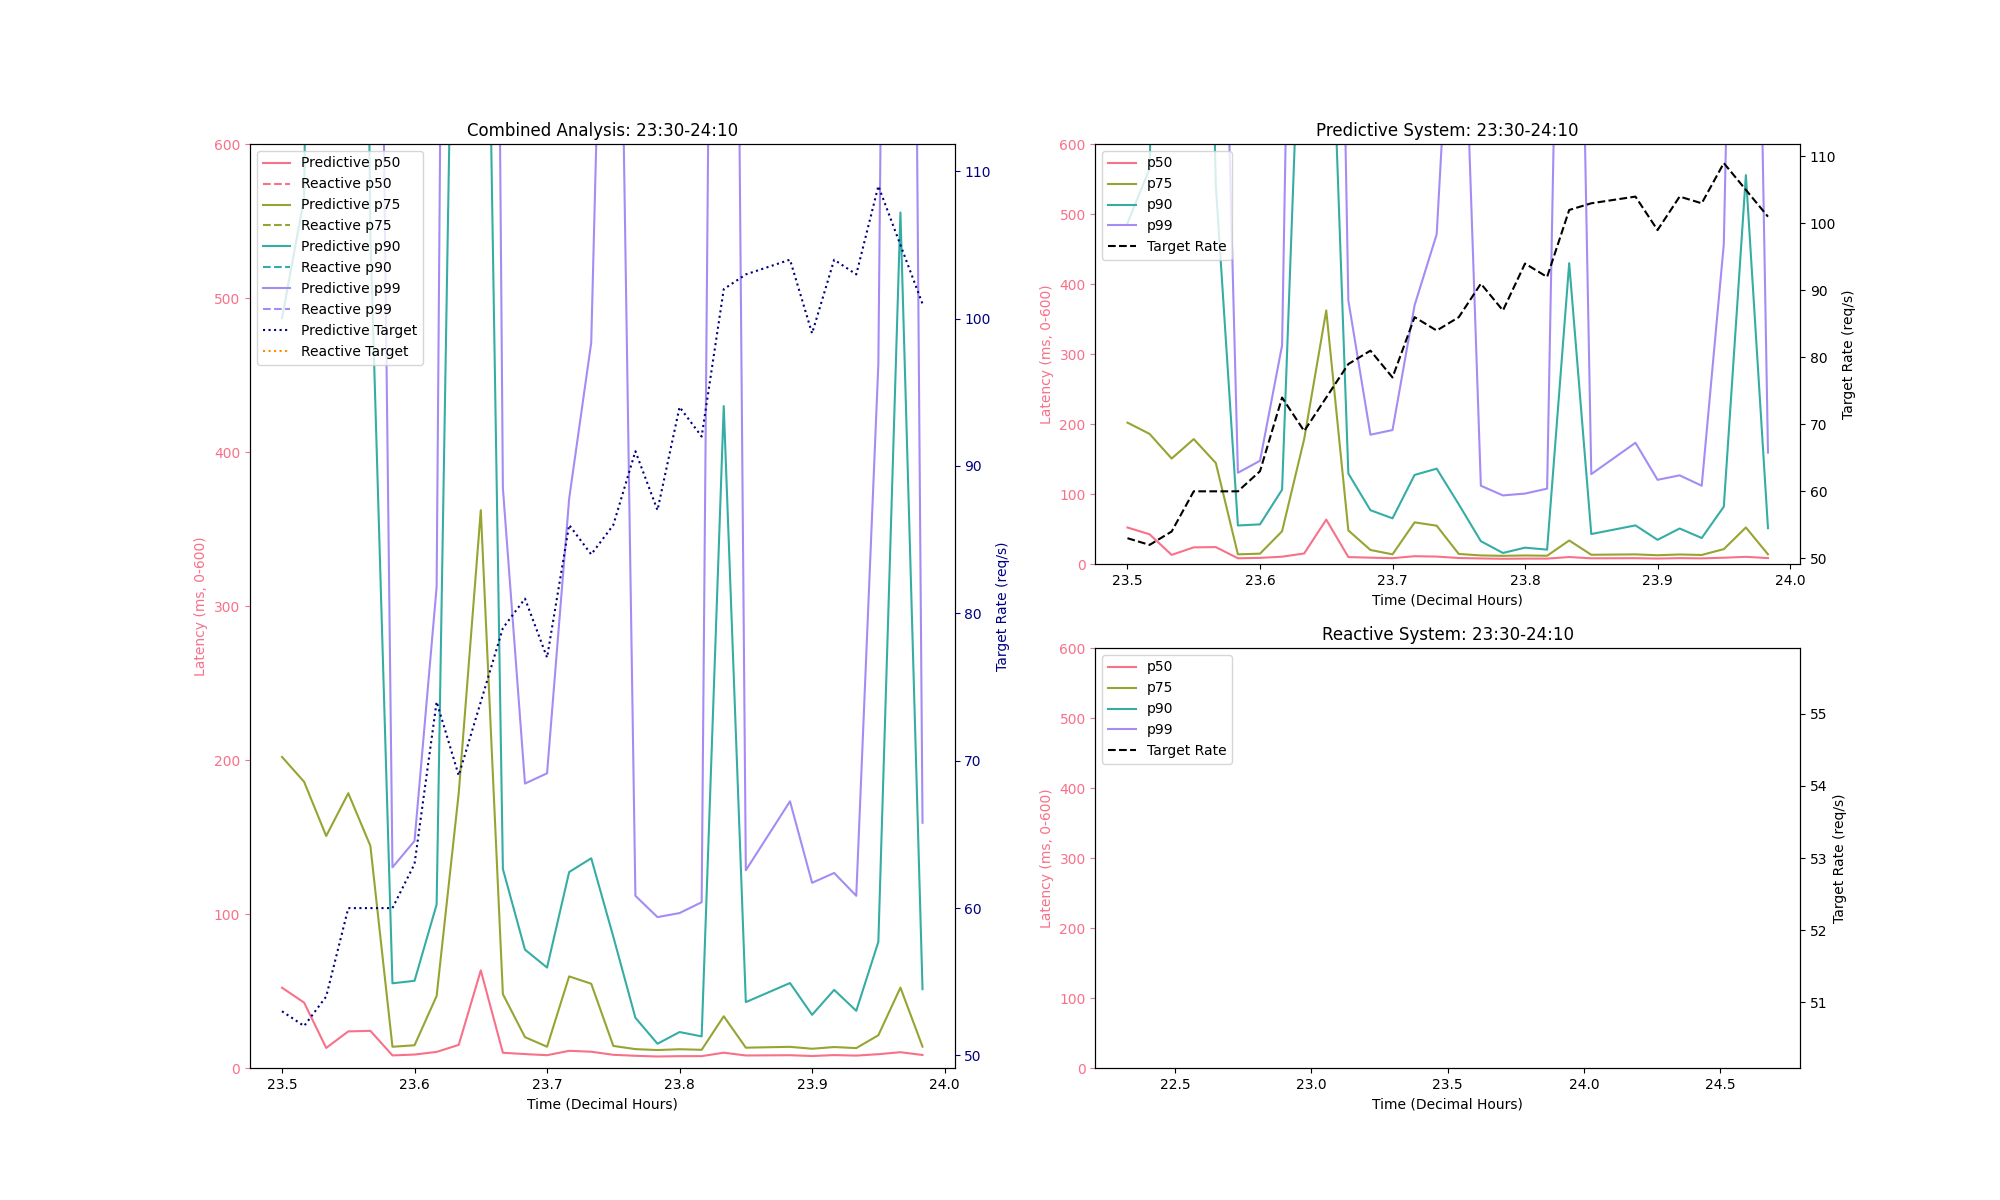 Combined Analysis: 23:30-24:10
600
500
400
300
200
100
0
Latency (ms, 0-600)
Predictive p50
Reactive p50
Predictive p75
Reactive p75
Predictive p90
Reactive p90
Predictive p99
Reactive p99
Predictive Target
Reactive Target
110
100
90
80
70
60
50
Target Rate (req/s)
23.5 23.6 23.7 23.8 23.9 24.0
Time (Decimal Hours)
Predictive System: 23:30-24:10
600
500
400
300
200
100
0
Latency (ms, 0-600)
p50
p75
p90
p99
Target Rate
110
100
90
80
70
60
50
Target Rate (req/s)
23.5 23.6 23.7 23.8 23.9 24.0
Time (Decimal Hours)
Reactive System: 23:30-24:10
600
500
400
300
200
100
0
Latency (ms, 0-600)
p50
p75
p90
p99
Target Rate
55
54
53
52
51
Target Rate (req/s)
22.5 23.0 23.5 24.0 24.5
Time (Decimal Hours)